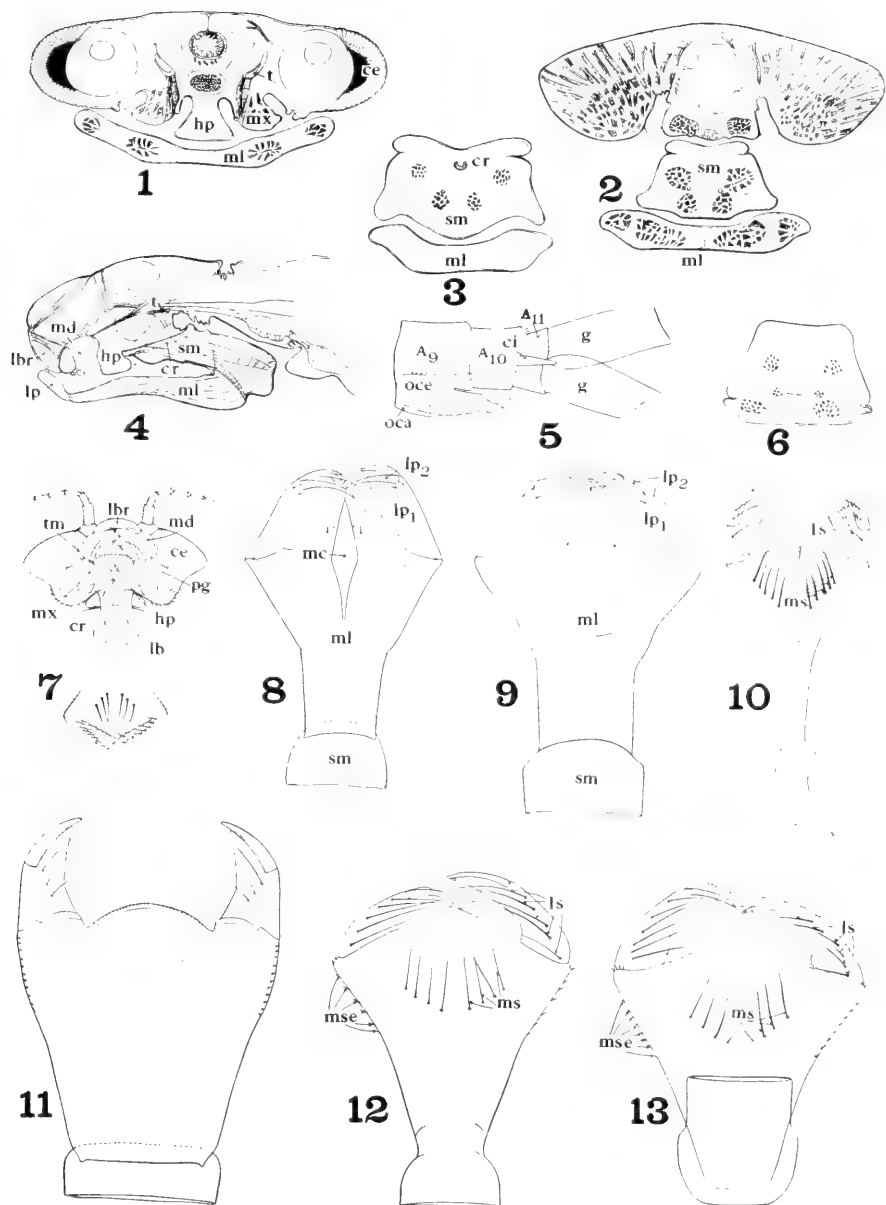 ce
t
mx
hp
ml
1
sm
2
ml
cr
sm
ml
3
md
t
lbr
hp
sm
cr
lp
ml
4
A11
ci
g
A9
A10
oce
g
oca
5
6
tm
lbr
md
ce
pg
mx
hp
cr
lb
7
lp2
lp1
mc
ml
8
sm
lp2
lp1
ml
9
sm
ls
ms
10
11
ls
ms
mse
12
ls
ms
mse
13